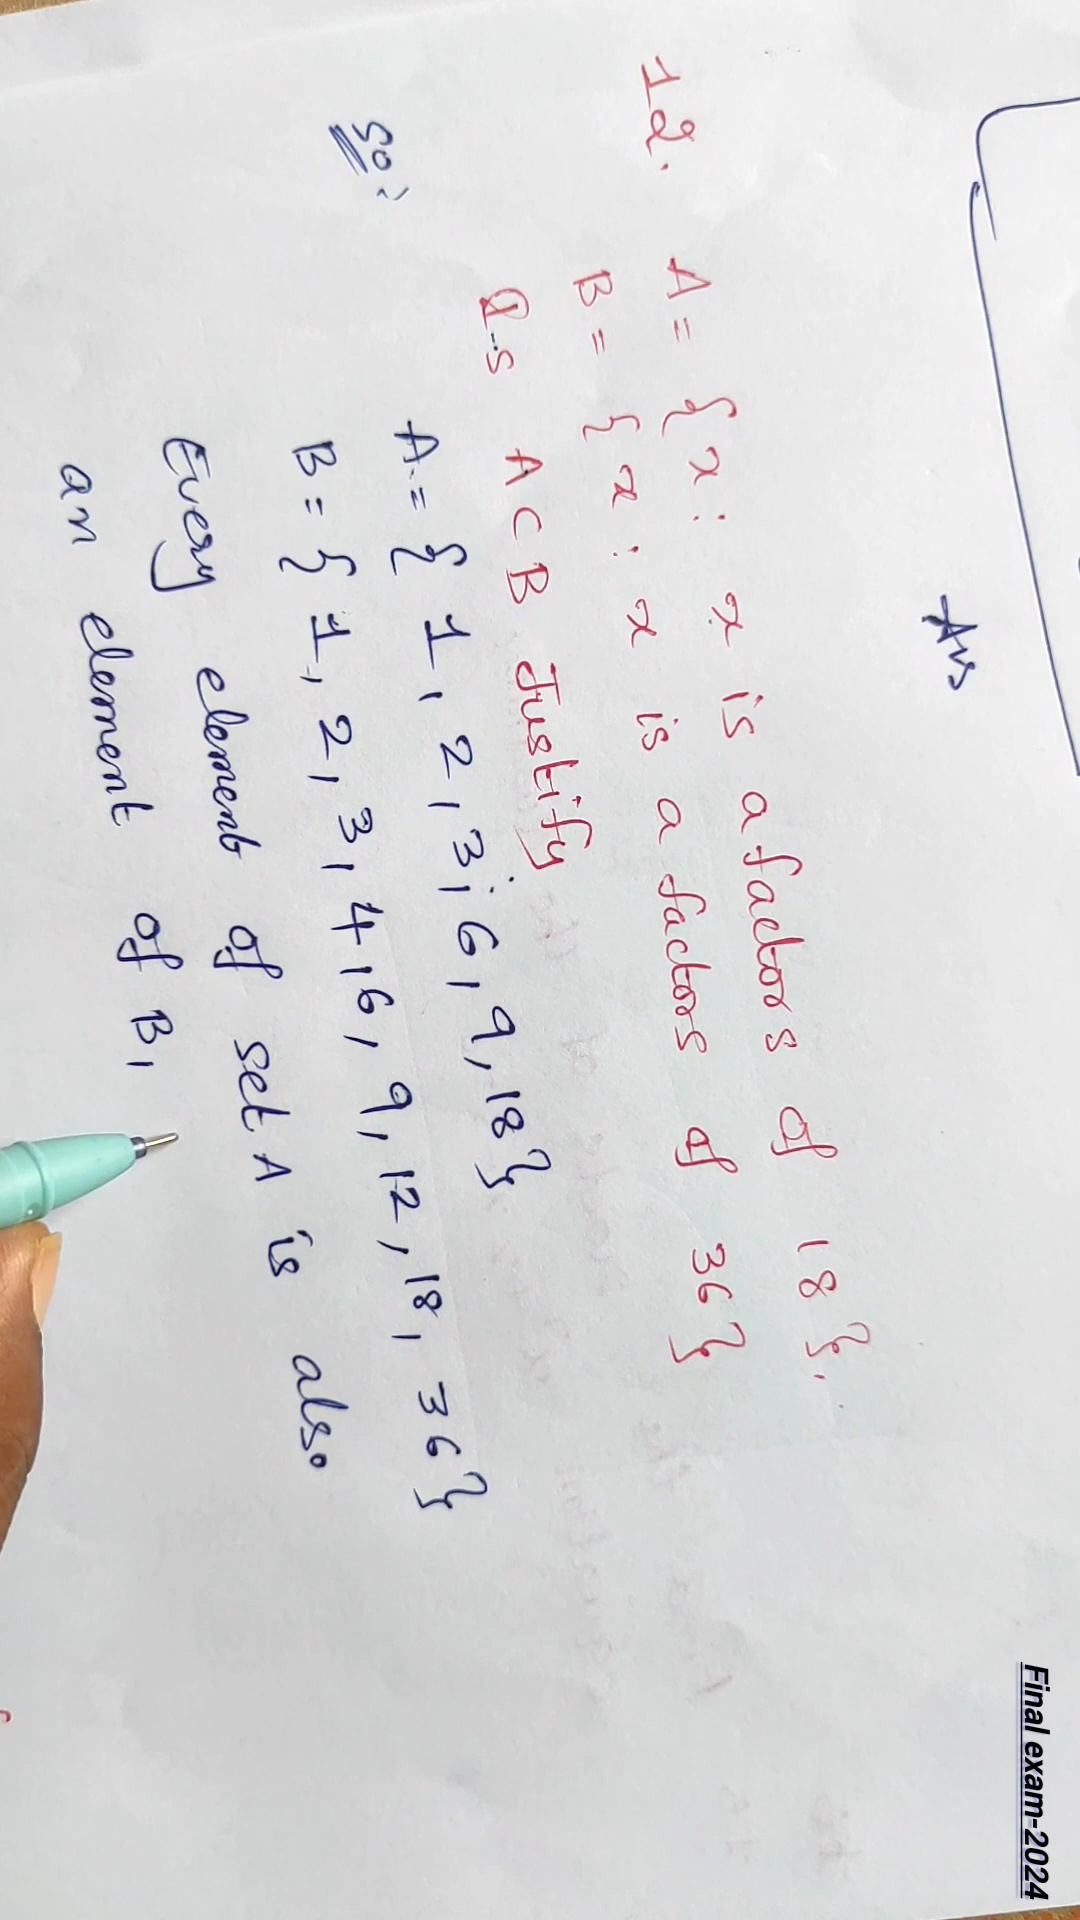 Final exam-2024
Ans
12. A = { x : x is a factors of 18 }.
B = { x : x is a factors of 36 }
Is A ⊂ B Justify
So:
A = { 1, 2, 3, 6, 9, 18 }
B = { 1, 2, 3, 4, 6, 9, 12, 18, 36 }
Every element of set A is also
an element of B,